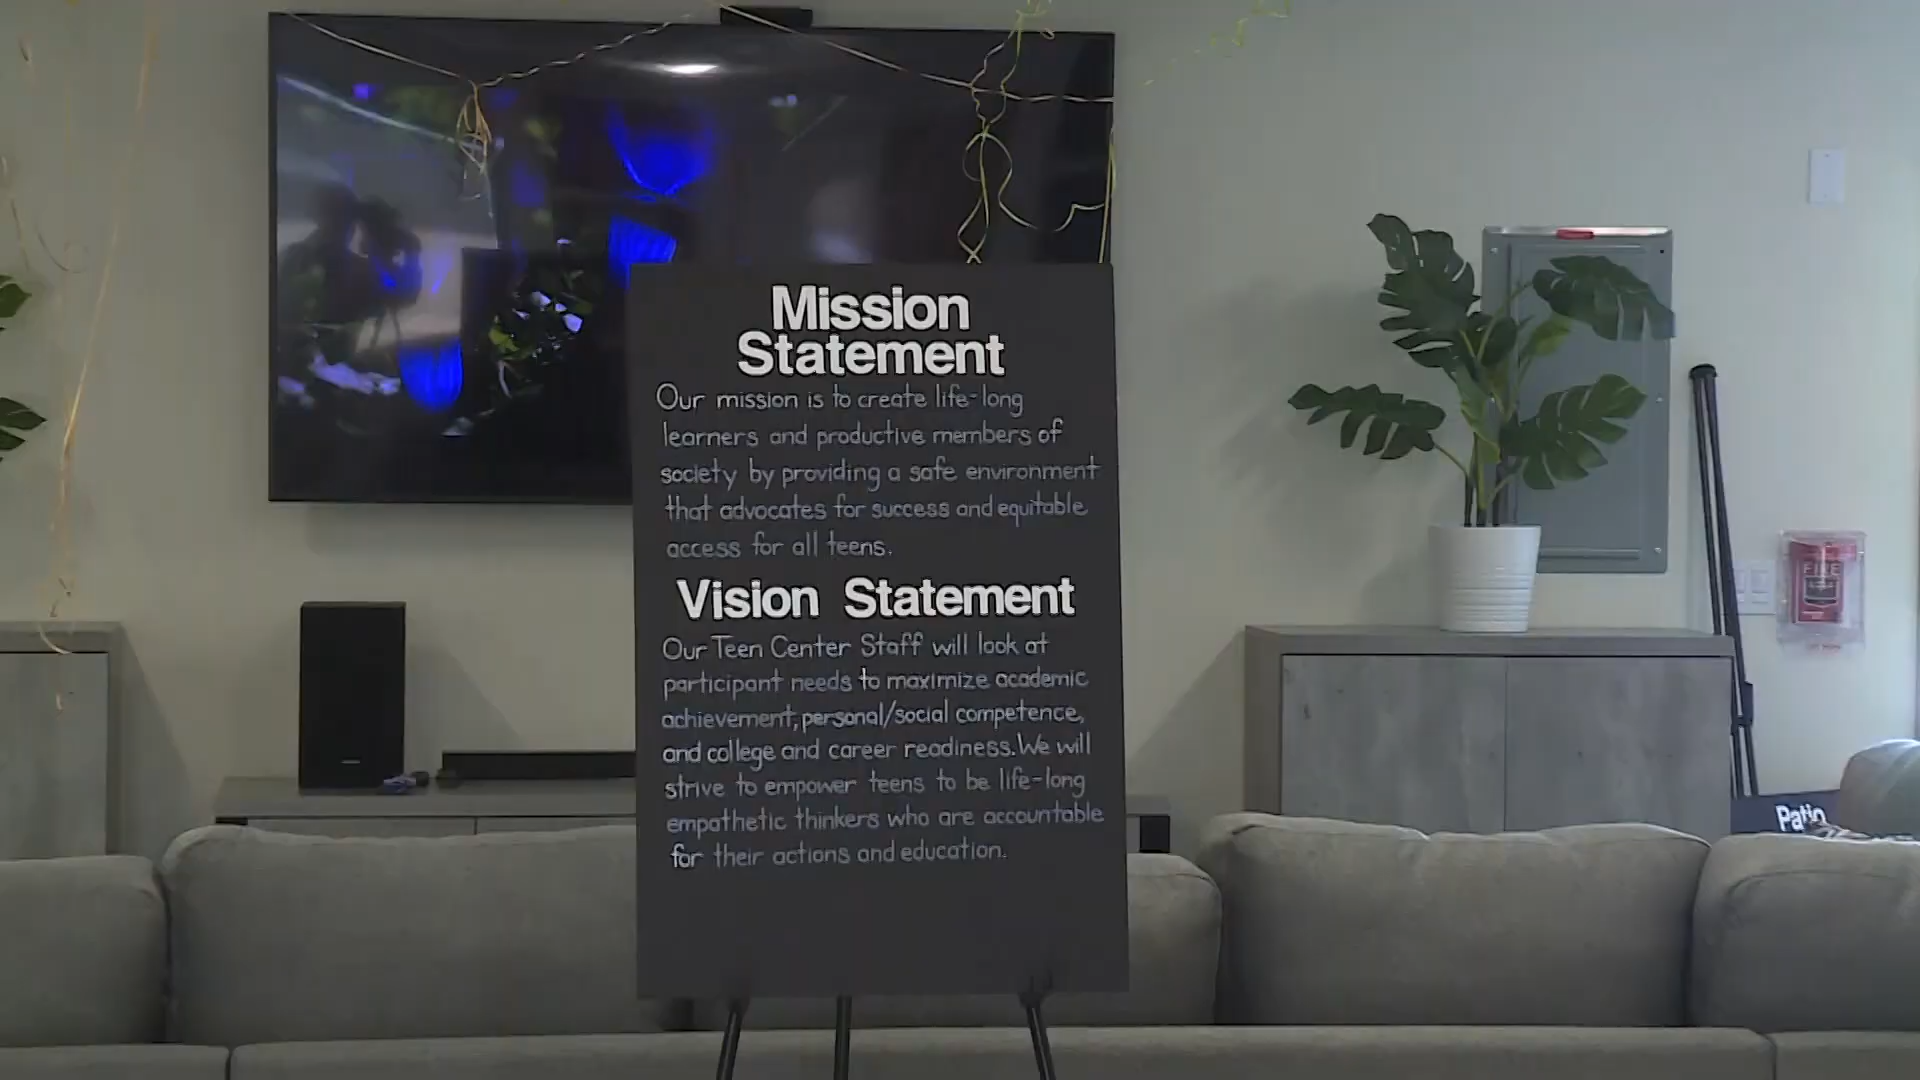 Mission
Statement
Our mission is to create life-long
learners and productive members of
society by providing a safe environment
that advocates for success and equitable
access for all teens.
Vision Statement
Our Teen Center Staff will look at
participant needs to maximize academic
achievement, personal/social competence,
and college and career readiness. We will
strive to empower teens to be life-long
empathetic thinkers who are accountable
for their actions and education.
FIRE
Patio